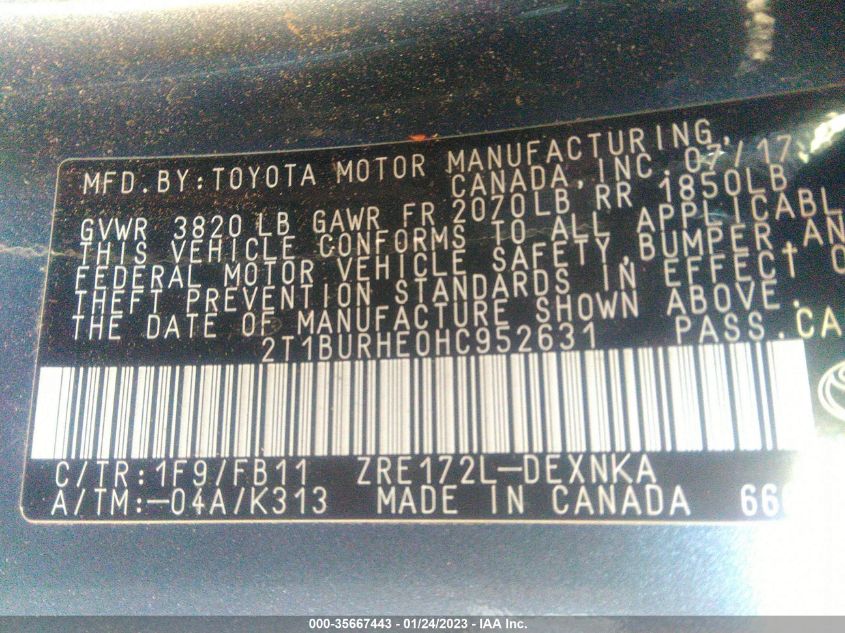 MFD.BY:TOYOTA MOTOR MANUFACTURING,
CANADA, INC. 07/17
GVWR 3820 LB GAWR FR 2070LB RR 1850LB
THIS VEHICLE CONFORMS TO ALL APPLICABL
FEDERAL MOTOR VEHICLE SAFETY, BUMPER AN
THEFT PREVENTION STANDARDS IN EFFECT O
THE DATE OF MANUFACTURE SHOWN ABOVE.
2T1BURHE0HC952631 PASS.CA
C/TR:1F9/FB11 ZRE172L-DEXNKA
A/TM:-04A/K313 MADE IN CANADA 66
000-35667443 - 01/24/2023 - IAA Inc.